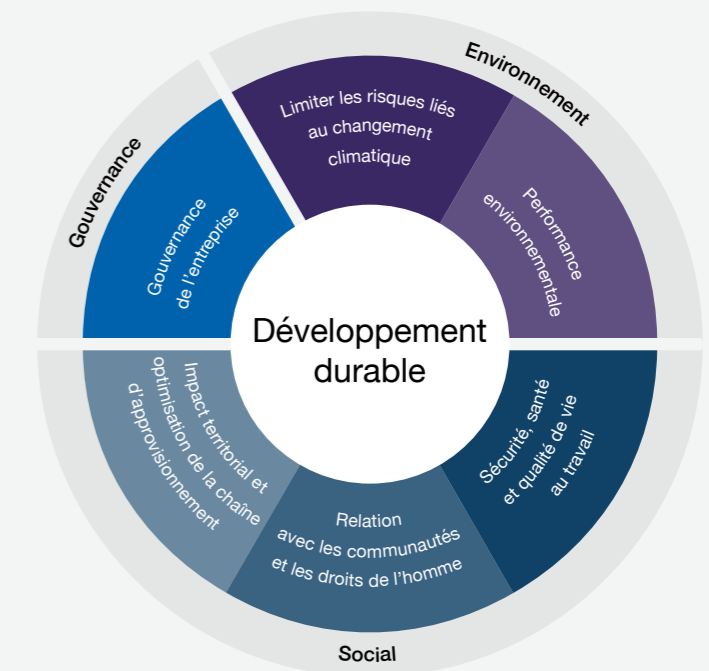 Environnement
Limiter les risques liés
au changement
climatique
Performance
environnementale
Gouvernance
Gouvernance
de l'entreprise
Développement
durable
Sécurité, santé
et qualité de vie
au travail
Relation
avec les communautés
et les droits de l'homme
Impact territorial et
optimisation de la chaîne
d'approvisionnement
Social